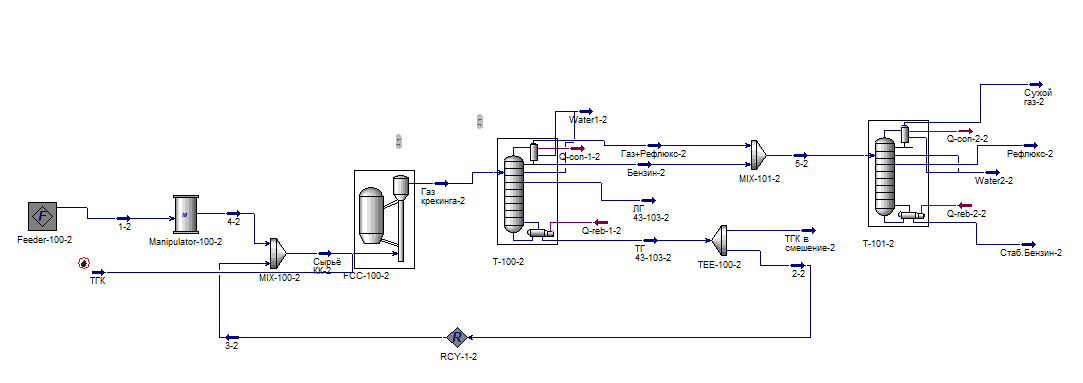 Сухой
газ-2
Water1-2
Q-con-2-2
Q-con-1-2
Газ+Рефлюкс-2
Рефлюкс-2
5-2
Бензин-2
MIX-101-2
Water2-2
Газ
крекинга-2
F
M
ЛГ
43-103-2
Q-reb-1-2
Q-reb-2-2
1-2
4-2
Feeder-100-2
Manipulator-100-2
ТГ
43-103-2
ТГК в
смешение-2
T-101-2
Стаб.Бензин-2
T-100-2
TEE-100-2
2-2
ТГК
MIX-100-2
Сырьё
КК-2
FCC-100-2
3-2
R
RCY-1-2